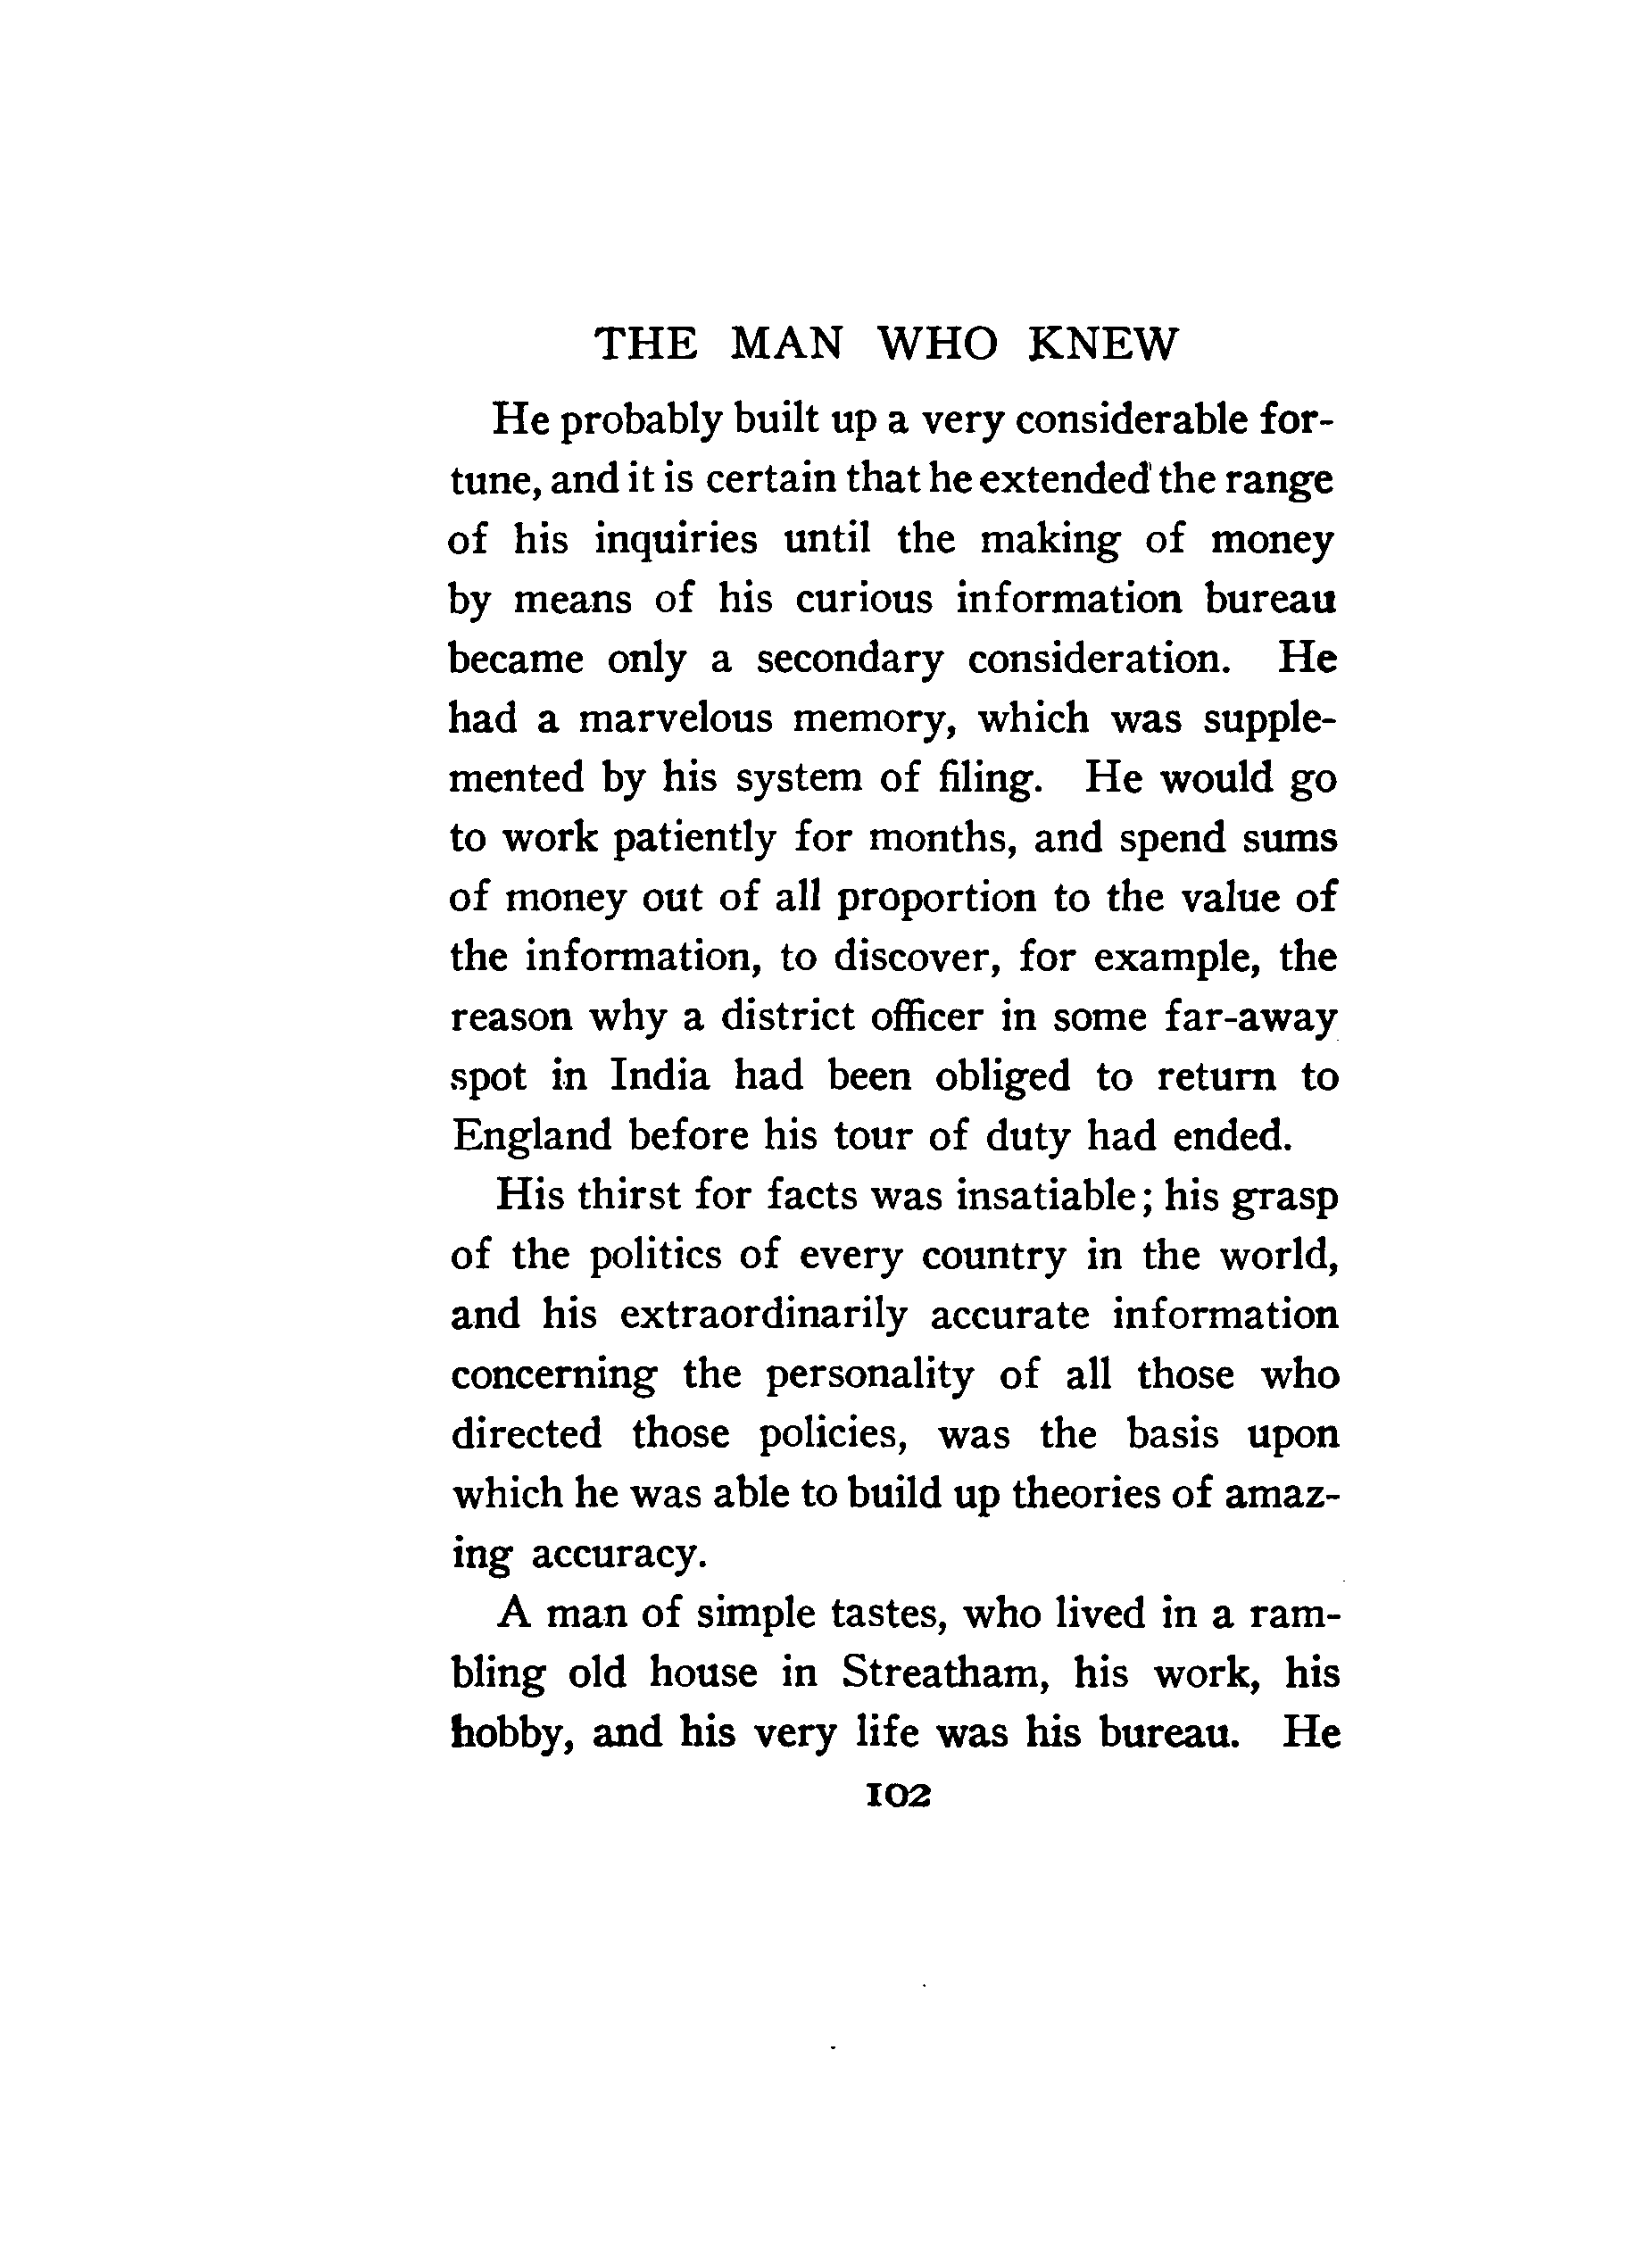 THE MAN WHO KNEW
He probably built up a very considerable for-
tune, and it is certain that he extended the range
of his inquiries until the making of money
by means of his curious information bureau
became only a secondary consideration. He
had a marvelous memory, which was supple-
mented by his system of filing. He would go
to work patiently for months, and spend sums
of money out of all proportion to the value of
the information, to discover, for example, the
reason why a district officer in some far-away
spot in India had been obliged to return to
England before his tour of duty had ended.
His thirst for facts was insatiable; his grasp
of the politics of every country in the world,
and his extraordinarily accurate information
concerning the personality of all those who
directed those policies, was the basis upon
which he was able to build up theories of amaz-
ing accuracy.
A man of simple tastes, who lived in a ram-
bling old house in Streatham, his work, his
hobby, and his very life was his bureau. He
102